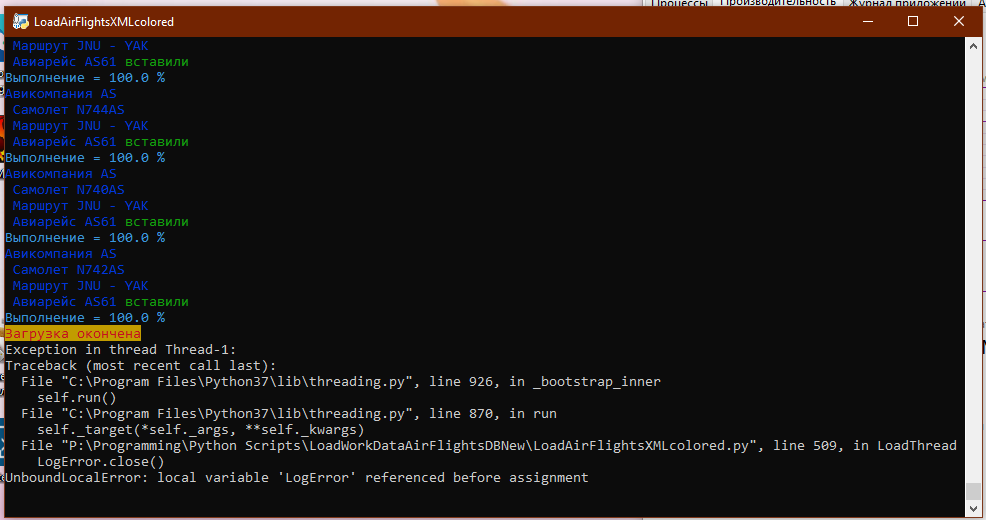 Процессы Производительность Журнал приложений
LoadAirFlightsXMLcolored
Маршрут JNU - YAK
Авиарейс AS61 вставили
Выполнение = 100.0 %
Авикомпания AS
Самолет N744AS
Маршрут JNU - YAK
Авиарейс AS61 вставили
Выполнение = 100.0 %
Авикомпания AS
Самолет N740AS
Маршрут JNU - YAK
Авиарейс AS61 вставили
Выполнение = 100.0 %
Авикомпания AS
Самолет N742AS
Маршрут JNU - YAK
Авиарейс AS61 вставили
Выполнение = 100.0 %
Загрузка окончена
Exception in thread Thread-1:
Traceback (most recent call last):
File "C:\Program Files\Python37\lib\threading.py", line 926, in _bootstrap_inner
self.run()
File "C:\Program Files\Python37\lib\threading.py", line 870, in run
self._target(*self._args, **self._kwargs)
File "P:\Programming\Python Scripts\LoadWorkDataAirFlightsDBNew\LoadAirFlightsXMLcolored.py", line 509, in LoadThread
LogError.close()
UnboundLocalError: local variable 'LogError' referenced before assignment